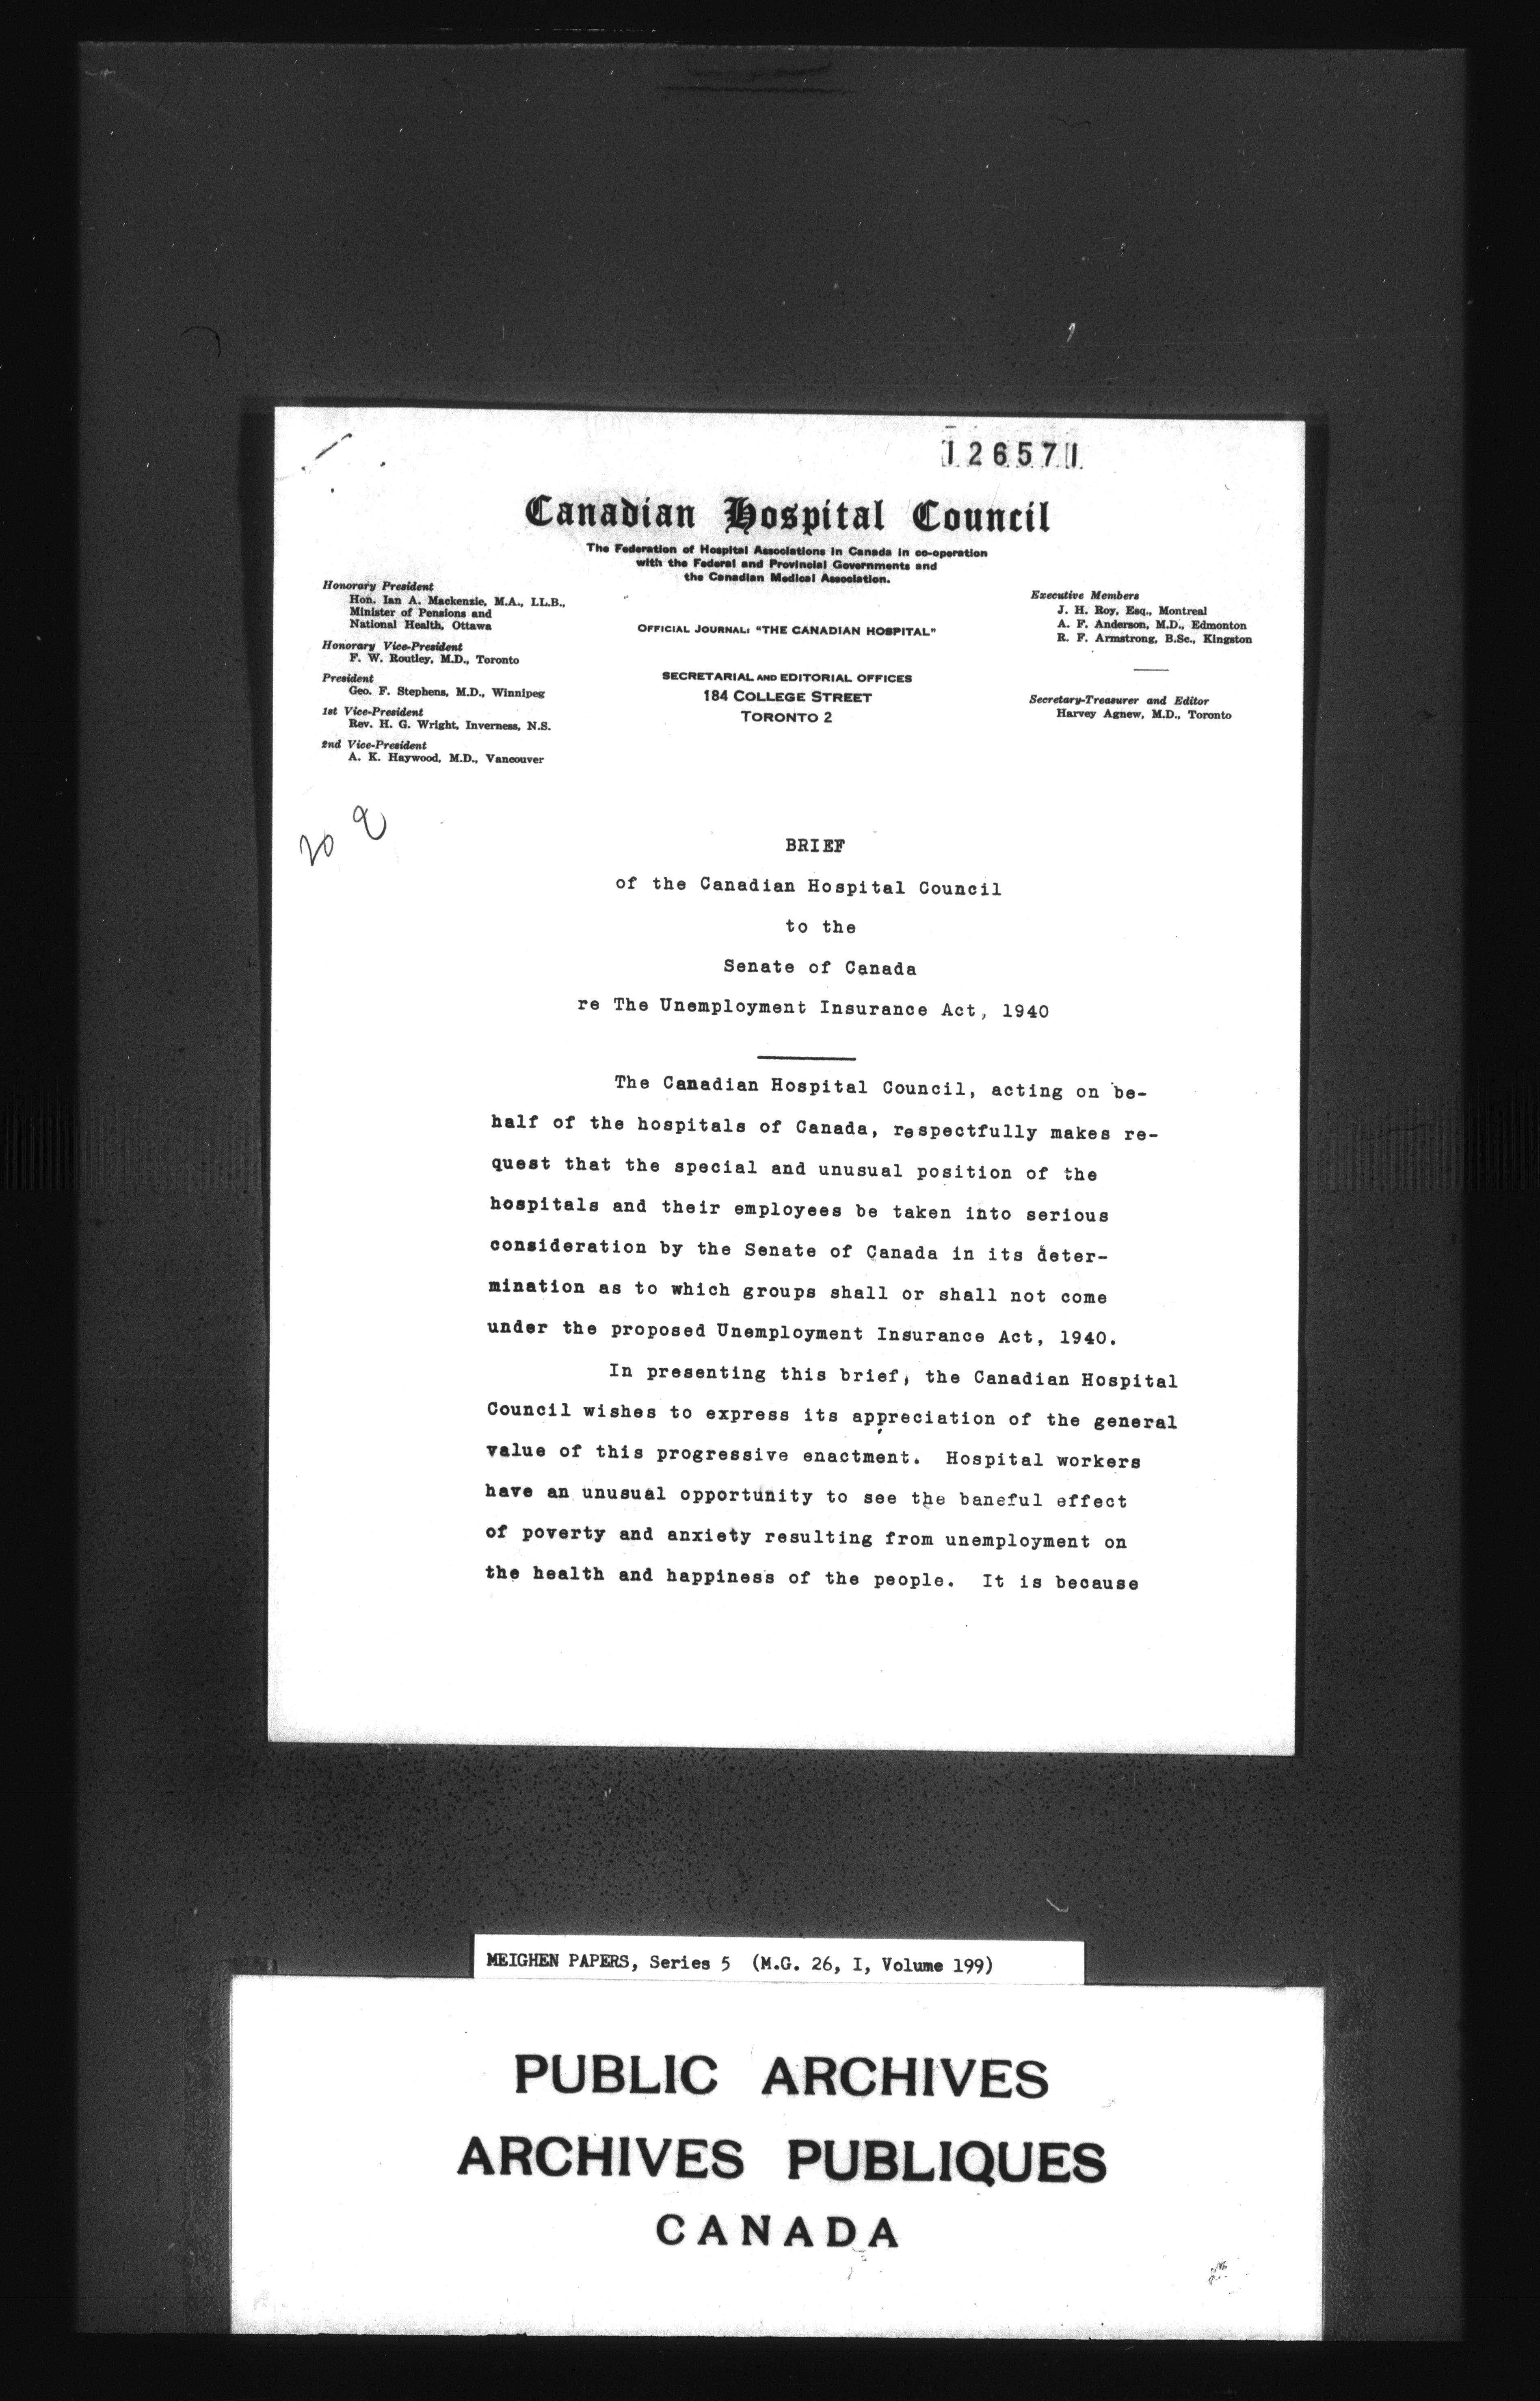 126571
Canadian Hospital Council
The Federation of Hospital Associations in Canada in co-operation
with the Federal and Provincial Governments and
the Canadian Medical Association.
Honorary President
Hon. Ian A. Mackenzie, M.A., LL.B.,
Minister of Pensions and
National Health, Ottawa
Honorary Vice-President
F. W. Routley, M.D., Toronto
President
Geo. F. Stephens, M.D., Winnipeg
1st Vice-President
Rev. H. G. Wright, Inverness, N.S.
2nd Vice-President
A. K. Haywood, M.D., Vancouver
OFFICIAL JOURNAL: "THE CANADIAN HOSPITAL"
SECRETARIAL AND EDITORIAL OFFICES
184 COLLEGE STREET
TORONTO 2
Executive Members
J. H. Roy, Esq., Montreal
A. F. Anderson, M.D., Edmonton
R. F. Armstrong, B.Sc., Kingston
Secretary-Treasurer and Editor
Harvey Agnew, M.D., Toronto
BRIEF
of the Canadian Hospital Council
to the
Senate of Canada
re The Unemployment Insurance Act, 1940
The Canadian Hospital Council, acting on be-
half of the hospitals of Canada, respectfully makes re-
quest that the special and unusual position of the
hospitals and their employees be taken into serious
consideration by the Senate of Canada in its deter-
mination as to which groups shall or shall not come
under the proposed Unemployment Insurance Act, 1940.
In presenting this brief, the Canadian Hospital
Council wishes to express its appreciation of the general
value of this progressive enactment. Hospital workers
have an unusual opportunity to see the baneful effect
of poverty and anxiety resulting from unemployment on
the health and happiness of the people. It is because
MEIGHEN PAPERS, Series 5 (M.G. 26, I, Volume 199)
PUBLIC ARCHIVES
ARCHIVES PUBLIQUES
CANADA